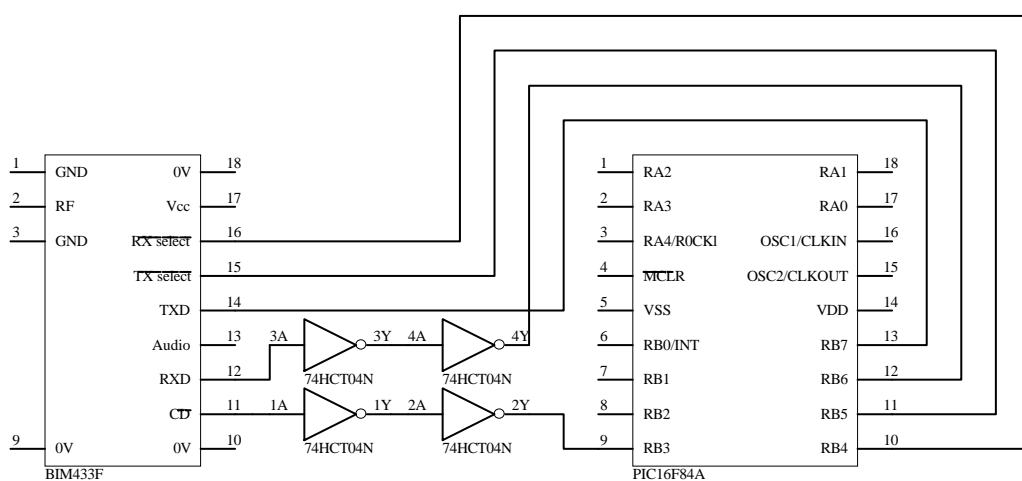 1 GND 0V 18
2 RF Vcc 17
3 GND RX select 16
TX select 15
TXD 14
Audio 13
RXD 12
CD 11
9 0V 0V 10
BIM433F
3A 3Y 4A 4Y
74HCT04N 74HCT04N
1A 1Y 2A 2Y
74HCT04N 74HCT04N
1 RA2 RA1 18
2 RA3 RA0 17
3 RA4/R0CKl OSC1/CLKIN 16
4 MCLR OSC2/CLKOUT 15
5 VSS VDD 14
6 RB0/INT RB7 13
7 RB1 RB6 12
8 RB2 RB5 11
9 RB3 RB4 10
PIC16F84A